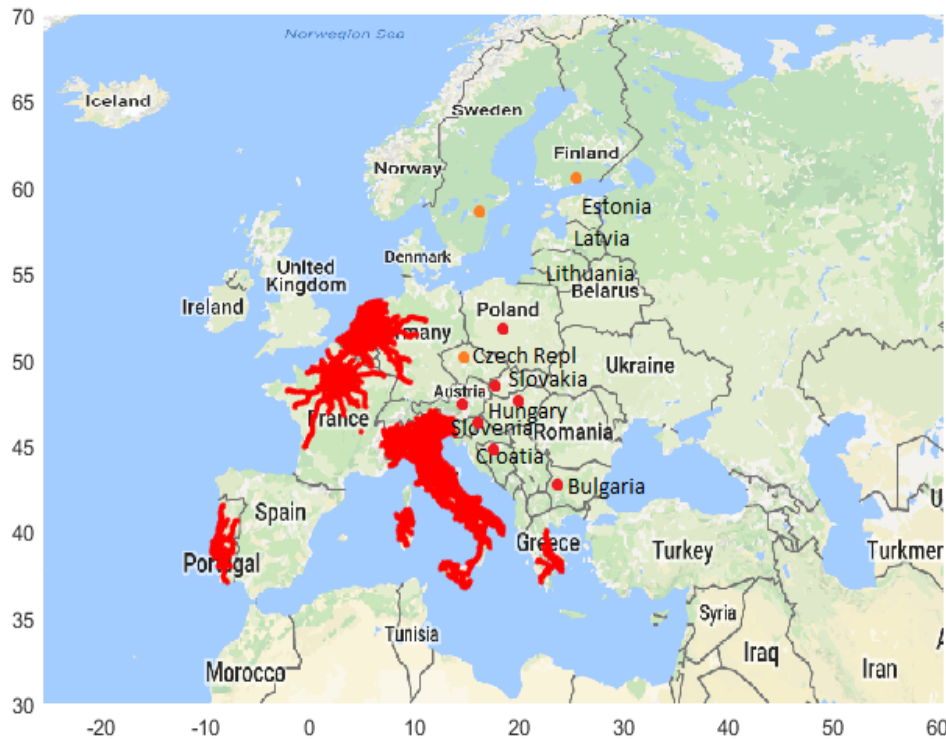 70
Norwegian Sea
Iceland
65
Sweden
Finland
Norway
60
Estonia
Latvia
Denmark
55
United
Kingdom
Lithuania
Ireland
Belarus
Poland
many
50
Czech Repl
Ukraine
Slovakia
Austria
France
Hungary
Slovenia
Romania
45
Croatia
Bulgaria
Spain
40
Greece
Portugal
Turkey
Turkmer
U
35
Syria
Tunisia
Iraq
Iran
A
Morocco
30
-20
-10
0
10
20
30
40
50
60